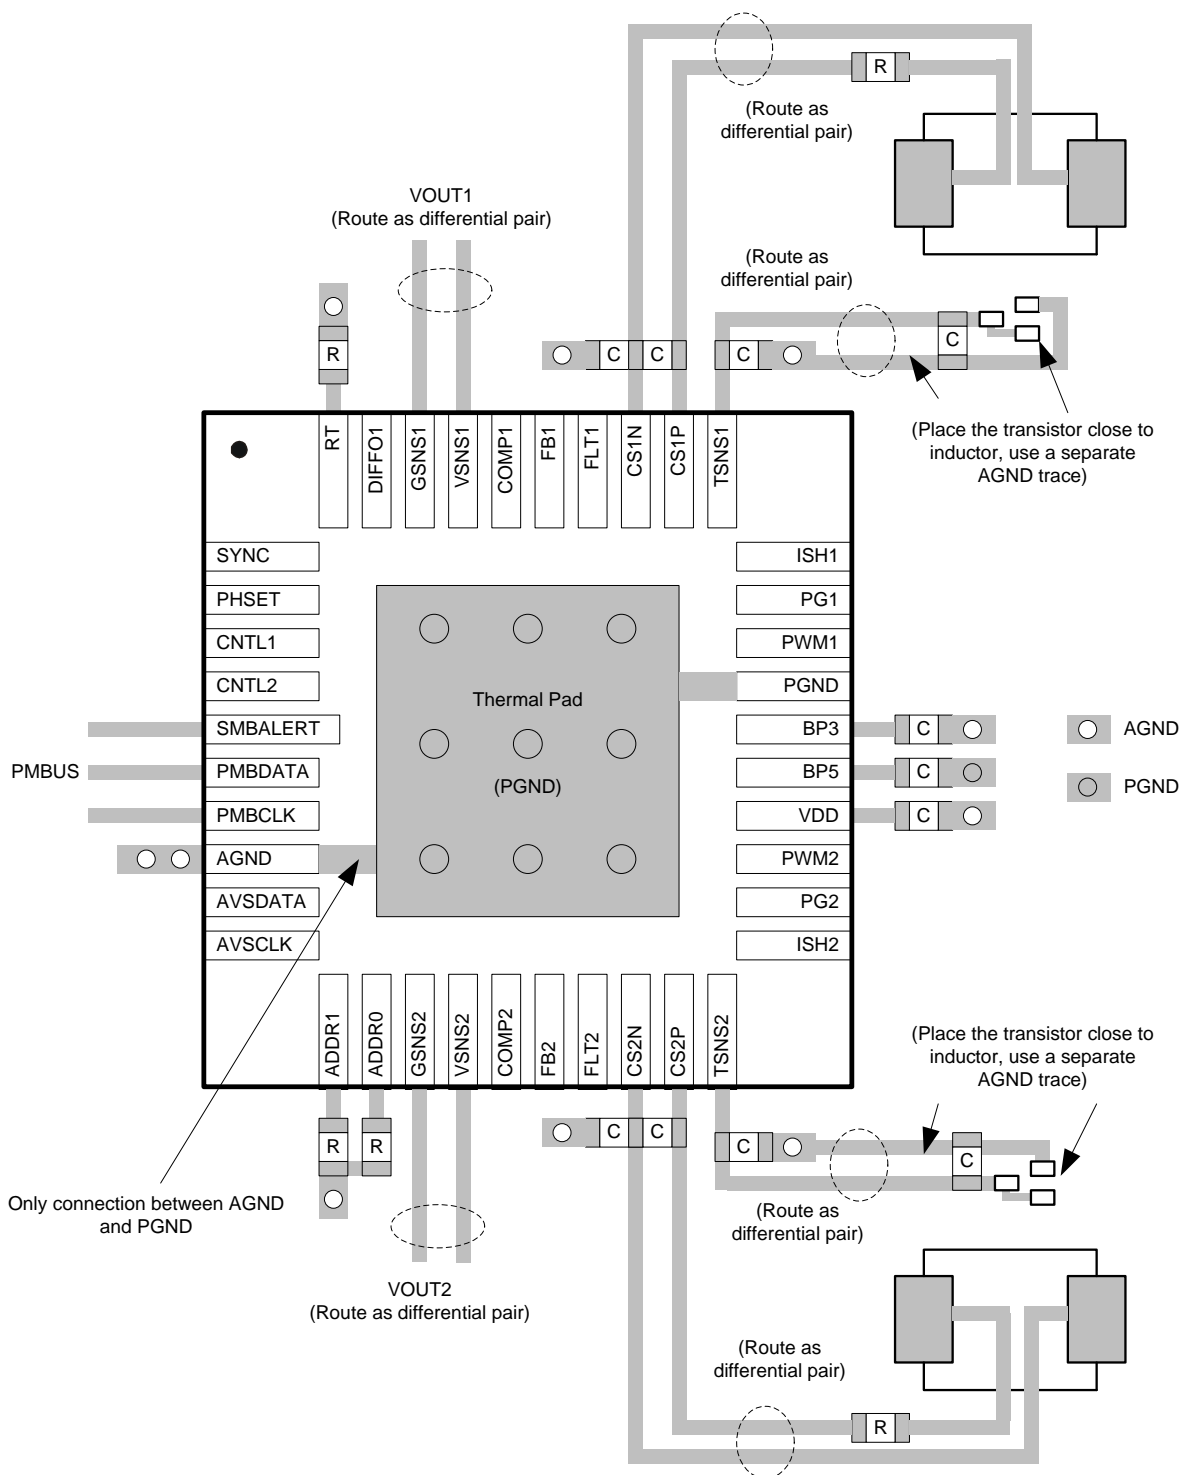 R
(Route as
differential pair)
VOUT1
(Route as differential pair)
(Route as
differential pair)
R
C
C
C
C
(Place the transistor close to
inductor, use a separate
AGND trace)
RT
DIFFO1
GSNS1
VSNS1
COMP1
FB1
FLT1
CS1N
CS1P
TSNS1
SYNC
PHSET
CNTL1
CNTL2
SMBALERT
PMBDATA
PMBCLK
AGND
AVSDATA
AVSCLK
PMBUS
Thermal Pad
(PGND)
ISH1
PG1
PWM1
PGND
BP3
BP5
VDD
PWM2
PG2
ISH2
C
C
C
AGND
PGND
ADDR1
ADDR0
GSNS2
VSNS2
COMP2
FB2
FLT2
CS2N
CS2P
TSNS2
(Place the transistor close to
inductor, use a separate
AGND trace)
R
R
C
C
C
C
Only connection between AGND
and PGND
(Route as
differential pair)
VOUT2
(Route as differential pair)
(Route as
differential pair)
R